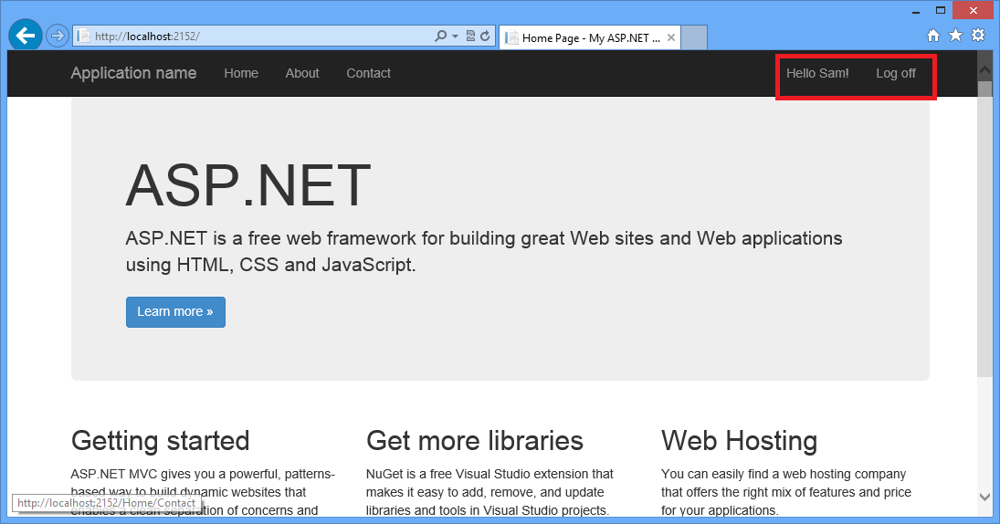 http://localhost:2152/
Home Page - My ASP.NET ...
Application name Home About Contact Hello Sam! Log off
ASP.NET
ASP.NET is a free web framework for building great Web sites and Web applications
using HTML, CSS and JavaScript.
Learn more »
Getting started
ASP.NET MVC gives you a powerful, patterns-
based way to build dynamic websites that
enables a clean separation of concerns and
Get more libraries
NuGet is a free Visual Studio extension that
makes it easy to add, remove, and update
libraries and tools in Visual Studio projects.
Web Hosting
You can easily find a web hosting company
that offers the right mix of features and price
for your applications.
http://localhost:2152/Home/Contact